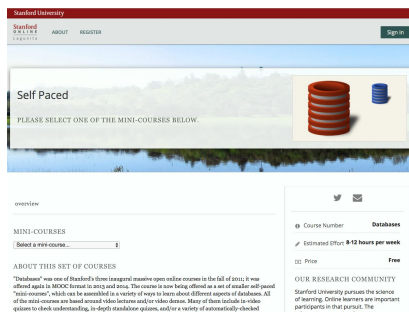 Stanford University
Stanford
ONLINE
Lagunita
ABOUT
REGISTER
Sign in
Self Paced
PLEASE SELECT ONE OF THE MINI-COURSES BELOW.
overview
MINI-COURSES
Select a mini-course...
ABOUT THIS SET OF COURSES
"Databases" was one of Stanford's three inaugural massive open online courses in the fall of 2011; it was
offered again in MOOC format in 2013 and 2014. The course is now being offered as a set of smaller self-paced
"mini-courses", which can be assembled in a variety of ways to learn about different aspects of databases. All
of the mini-courses are based around video lectures and/or video demos. Many of them include in-video
quizzes to check understanding, in-depth standalone quizzes, and/or a variety of automatically-checked
Course Number Databases
Estimated Effort 8-12 hours per week
Price Free
OUR RESEARCH COMMUNITY
Stanford University pursues the science
of learning. Online learners are important
participants in that pursuit. The